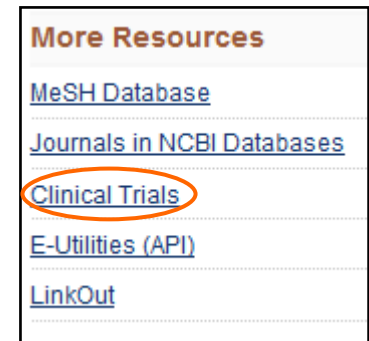 More Resources
MeSH Database
Journals in NCBI Databases
Clinical Trials
E-Utilities (API)
LinkOut